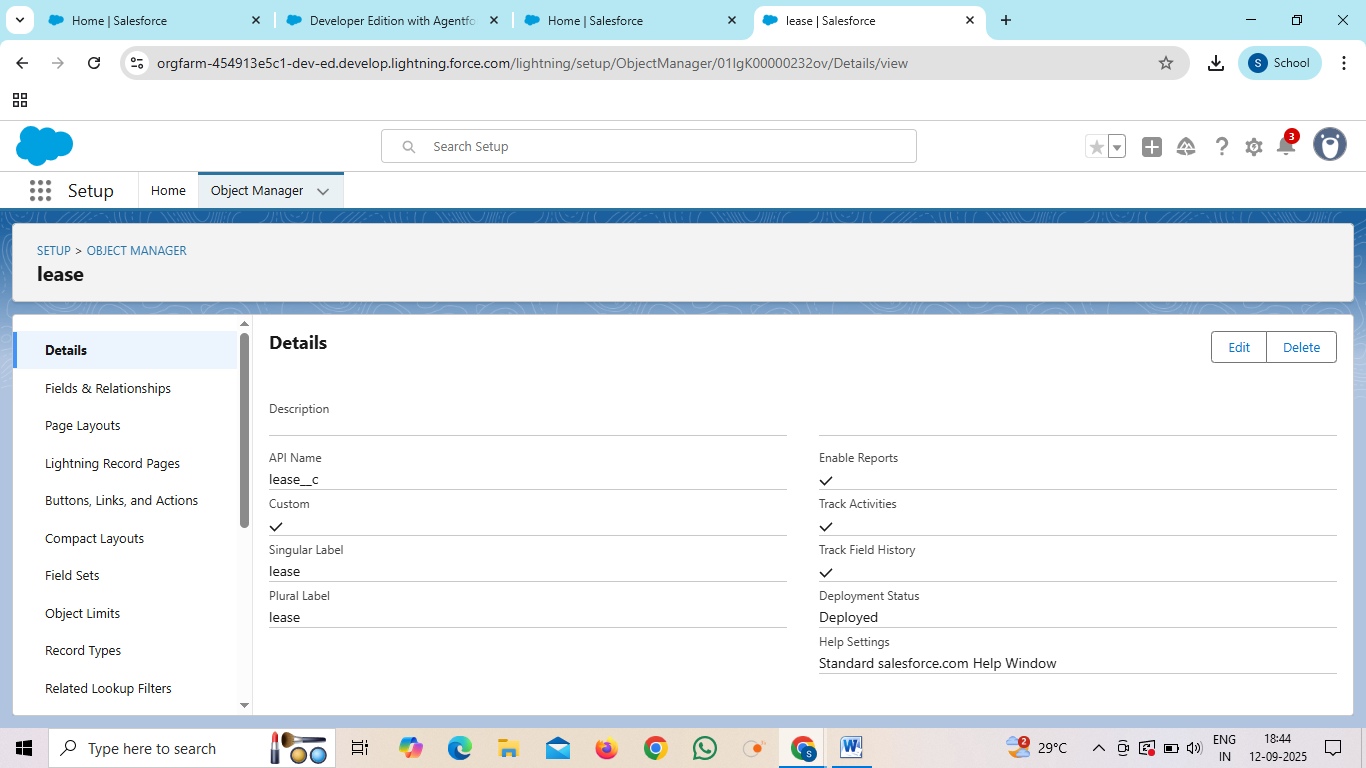 Home | Salesforce
Developer Edition with Agentfo
Home | Salesforce
lease | Salesforce
orgfarm-454913e5c1-dev-ed.develop.lightning.force.com/lightning/setup/ObjectManager/01IgK00000232ov/Details/view
S School
Search Setup
3
Setup Home Object Manager
SETUP > OBJECT MANAGER
lease
Details
Fields & Relationships
Page Layouts
Lightning Record Pages
Buttons, Links, and Actions
Compact Layouts
Field Sets
Object Limits
Record Types
Related Lookup Filters
Details
Edit Delete
Description
API Name
lease__c
Custom
Singular Label
lease
Plural Label
lease
Enable Reports
Track Activities
Track Field History
Deployment Status
Deployed
Help Settings
Standard salesforce.com Help Window
Type here to search
S
W
2
29°C
ENG
IN
18:44
12-09-2025